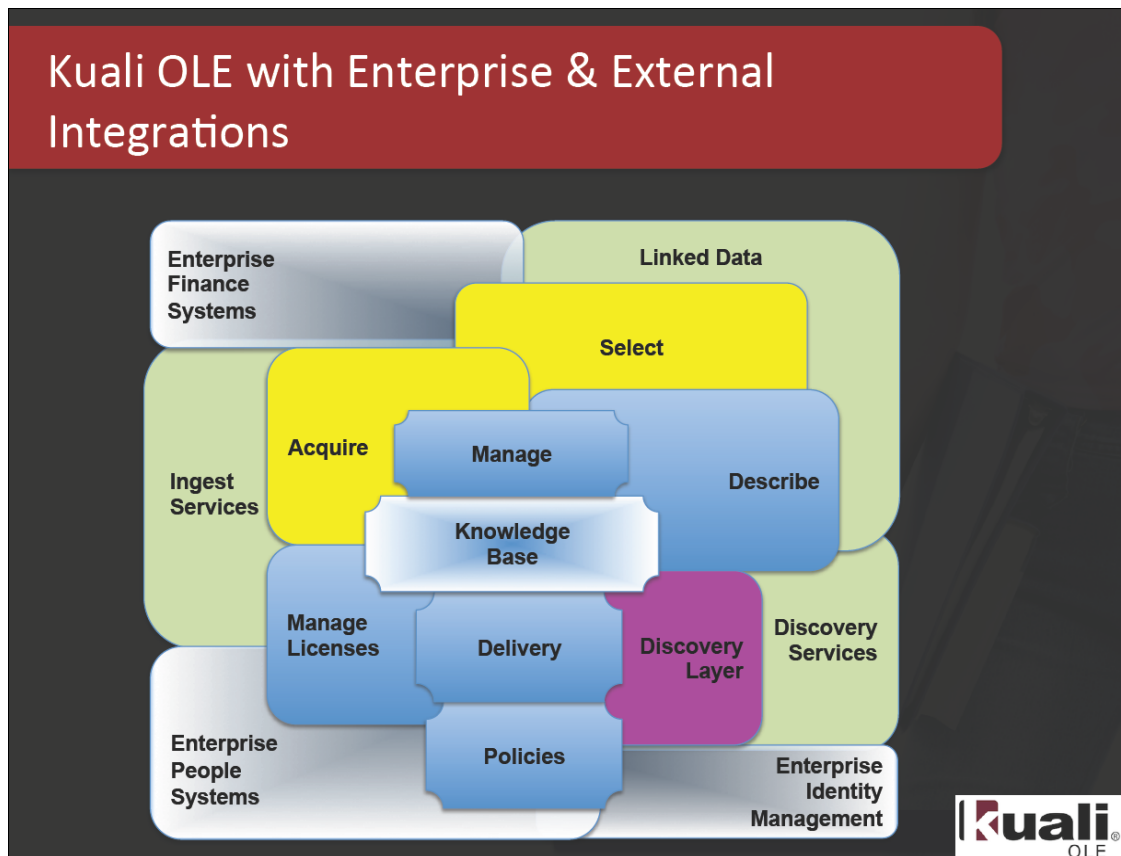 Kuali OLE with Enterprise & External
Integrations
Enterprise
Finance
Systems
Linked Data
Select
Acquire
Manage
Ingest
Services
Describe
Knowledge
Base
Manage
Licenses
Delivery
Discovery
Layer
Discovery
Services
Enterprise
People
Systems
Policies
Enterprise
Identity
Management
kuali®
OLE